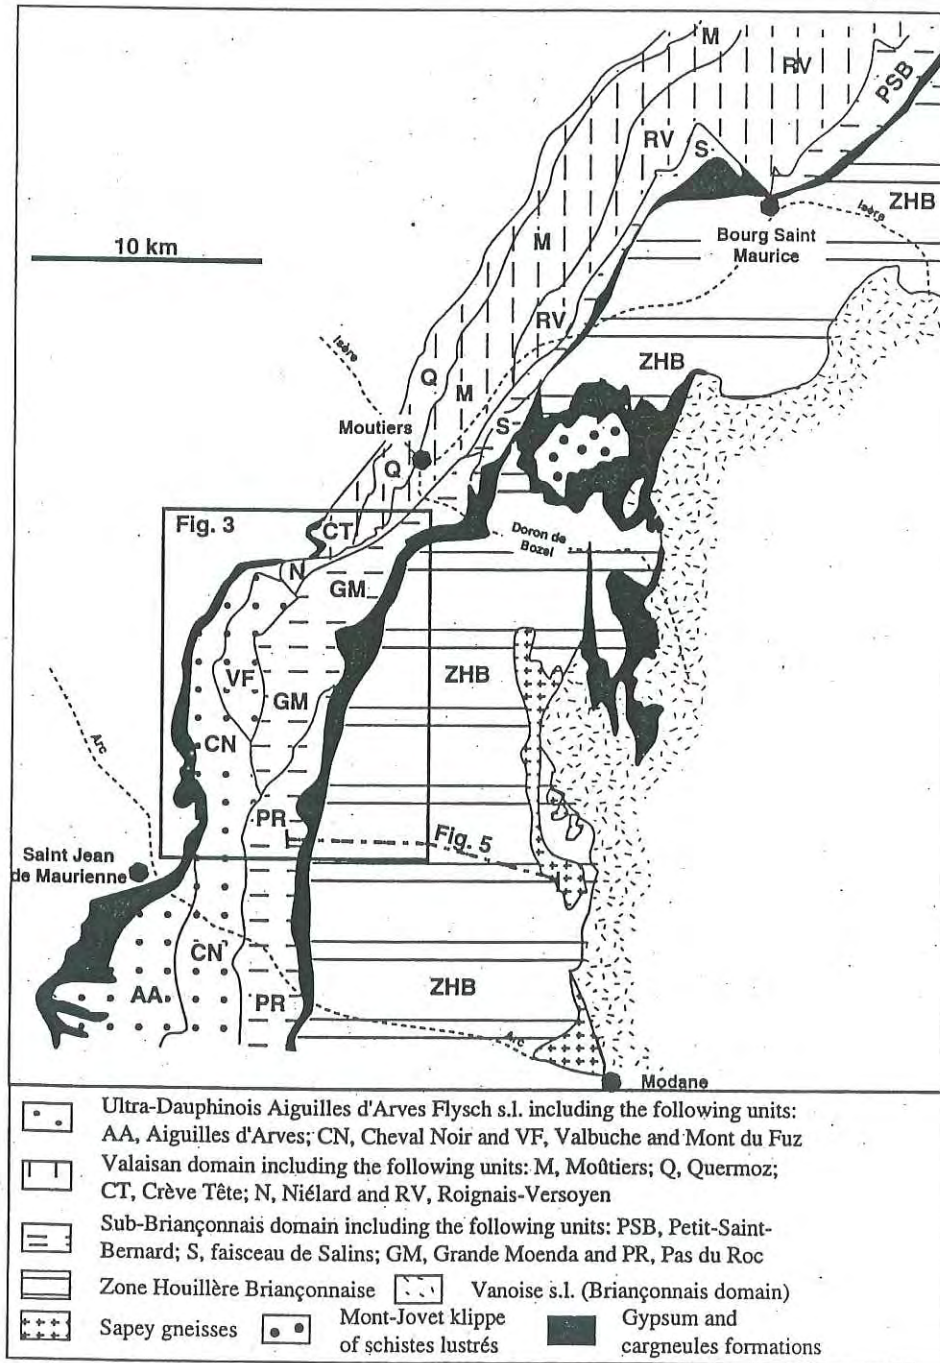 M
RV
PSB
RV
S
ZHB
Isère
10 km
Bourg Saint
Maurice
M
RV
Isère
ZHB
Q
M
Moutiers
S
Q
Fig. 3
CT
Doron de
Bozel
N
GM
VF
ZHB
GM
Arc
CN
PR
Fig. 5
Saint Jean
de Maurienne
CN
AA
PR
ZHB
Arc
Modane
Ultra-Dauphinois Aiguilles d'Arves Flysch s.l. including the following units:
AA, Aiguilles d'Arves; CN, Cheval Noir and VF, Valbuche and Mont du Fuz
Valaisan domain including the following units: M, Moûtiers; Q, Quermoz;
CT, Crève Tête; N, Niélard and RV, Roignais-Versoyen
Sub-Briançonnais domain including the following units: PSB, Petit-Saint-
Bernard; S, faisceau de Salins; GM, Grande Moenda and PR, Pas du Roc
Zone Houillère Briançonnaise
Vanoise s.l. (Briançonnais domain)
Sapey gneisses
Mont-Jovet klippe
of schistes lustrés
Gypsum and
cargneules formations